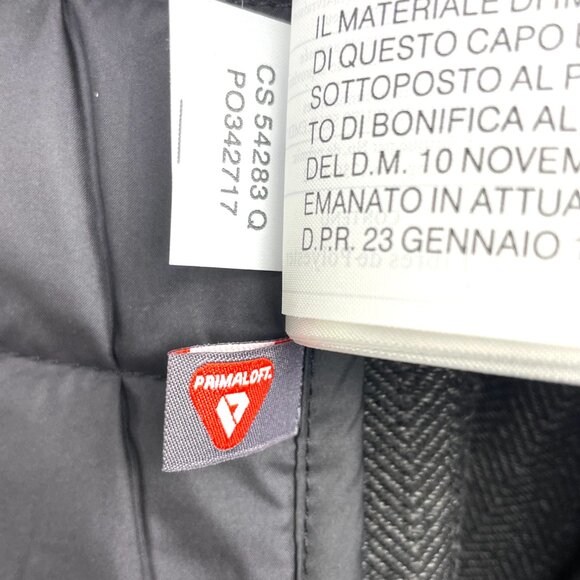 CS 54283 Q
PO342717
IL MATERIALE DI
DI QUESTO CAPO
SOTTOPOSTO AL
TO DI BONIFICA AL
DEL D.M. 10 NOVEM
EMANATO IN ATTUA
D.P.R. 23 GENNAIO
PRIMALOFT.